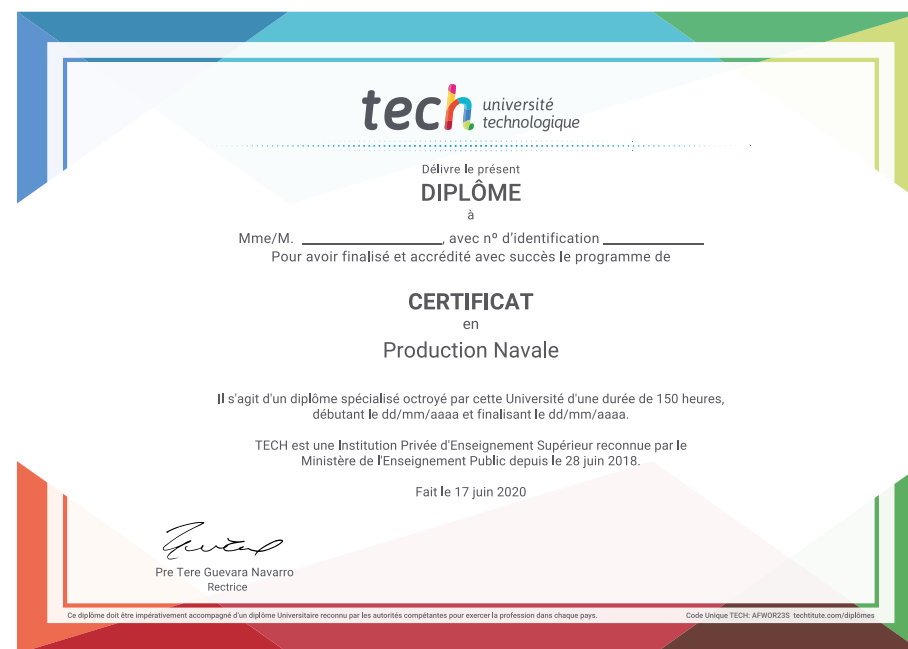 tech université
technologique
Délivre le présent
DIPLÔME
à
Mme/M. ____________________, avec nº d'identification ______________
Pour avoir finalisé et accrédité avec succès le programme de
CERTIFICAT
en
Production Navale
Il s'agit d'un diplôme spécialisé octroyé par cette Université d'une durée de 150 heures,
débutant le dd/mm/aaaa et finalisant le dd/mm/aaaa.
TECH est une Institution Privée d'Enseignement Supérieur reconnue par le
Ministère de l'Enseignement Public depuis le 28 juin 2018.
Fait le 17 juin 2020
Pre Tere Guevara Navarro
Rectrice
Ce diplôme doit être impérativement accompagné d'un diplôme Universitaire reconnu par les autorités compétantes pour exercer la profession dans chaque pays.
Code Unique TECH: AFWOR23S techtitute.com/diplômes